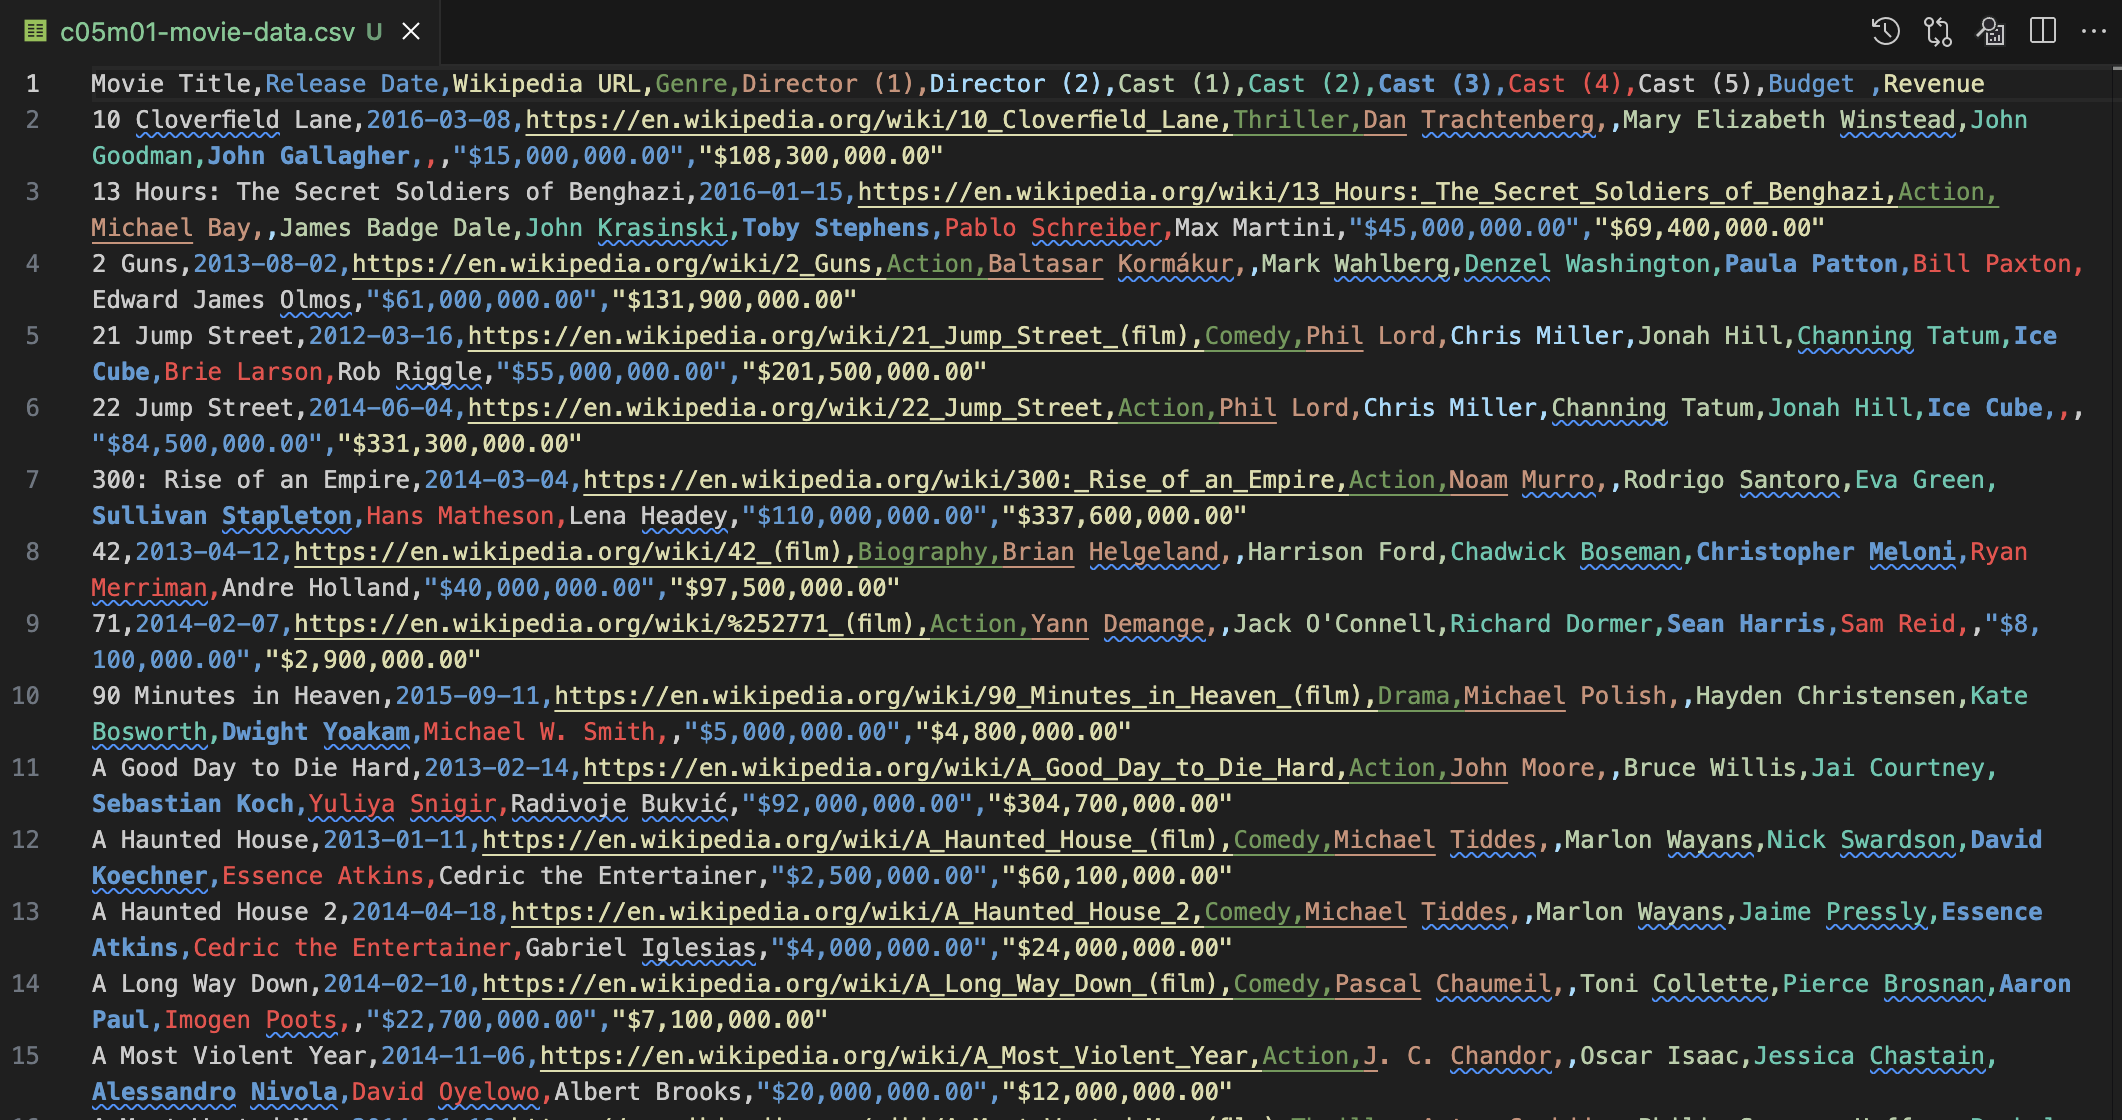 c05m01-movie-data.csv U
1 Movie Title,Release Date,Wikipedia URL,Genre,Director (1),Director (2),Cast (1),Cast (2),Cast (3),Cast (4),Cast (5),Budget ,Revenue
2 10 Cloverfield Lane,2016-03-08,https://en.wikipedia.org/wiki/10_Cloverfield_Lane,Thriller,Dan Trachtenberg,,Mary Elizabeth Winstead,John
Goodman,John Gallagher,,,"$15,000,000.00","$108,300,000.00"
3 13 Hours: The Secret Soldiers of Benghazi,2016-01-15,https://en.wikipedia.org/wiki/13_Hours:_The_Secret_Soldiers_of_Benghazi,Action,
Michael Bay,,James Badge Dale,John Krasinski,Toby Stephens,Pablo Schreiber,Max Martini,"$45,000,000.00","$69,400,000.00"
4 2 Guns,2013-08-02,https://en.wikipedia.org/wiki/2_Guns,Action,Baltasar Kormákur,,Mark Wahlberg,Denzel Washington,Paula Patton,Bill Paxton,
Edward James Olmos,"$61,000,000.00","$131,900,000.00"
5 21 Jump Street,2012-03-16,https://en.wikipedia.org/wiki/21_Jump_Street_(film),Comedy,Phil Lord,Chris Miller,Jonah Hill,Channing Tatum,Ice
Cube,Brie Larson,Rob Riggle,"$55,000,000.00","$201,500,000.00"
6 22 Jump Street,2014-06-04,https://en.wikipedia.org/wiki/22_Jump_Street,Action,Phil Lord,Chris Miller,Channing Tatum,Jonah Hill,Ice Cube,,,
"$84,500,000.00","$331,300,000.00"
7 300: Rise of an Empire,2014-03-04,https://en.wikipedia.org/wiki/300:_Rise_of_an_Empire,Action,Noam Murro,,Rodrigo Santoro,Eva Green,
Sullivan Stapleton,Hans Matheson,Lena Headey,"$110,000,000.00","$337,600,000.00"
8 42,2013-04-12,https://en.wikipedia.org/wiki/42_(film),Biography,Brian Helgeland,,Harrison Ford,Chadwick Boseman,Christopher Meloni,Ryan
Merriman,Andre Holland,"$40,000,000.00","$97,500,000.00"
9 71,2014-02-07,https://en.wikipedia.org/wiki/%252771_(film),Action,Yann Demange,,Jack O'Connell,Richard Dormer,Sean Harris,Sam Reid,,"$8,
100,000.00","$2,900,000.00"
10 90 Minutes in Heaven,2015-09-11,https://en.wikipedia.org/wiki/90_Minutes_in_Heaven_(film),Drama,Michael Polish,,Hayden Christensen,Kate
Bosworth,Dwight Yoakam,Michael W. Smith,,"$5,000,000.00","$4,800,000.00"
11 A Good Day to Die Hard,2013-02-14,https://en.wikipedia.org/wiki/A_Good_Day_to_Die_Hard,Action,John Moore,,Bruce Willis,Jai Courtney,
Sebastian Koch,Yuliya Snigir,Radivoje Bukvić,"$92,000,000.00","$304,700,000.00"
12 A Haunted House,2013-01-11,https://en.wikipedia.org/wiki/A_Haunted_House_(film),Comedy,Michael Tiddes,,Marlon Wayans,Nick Swardson,David
Koechner,Essence Atkins,Cedric the Entertainer,"$2,500,000.00","$60,100,000.00"
13 A Haunted House 2,2014-04-18,https://en.wikipedia.org/wiki/A_Haunted_House_2,Comedy,Michael Tiddes,,Marlon Wayans,Jaime Pressly,Essence
Atkins,Cedric the Entertainer,Gabriel Iglesias,"$4,000,000.00","$24,000,000.00"
14 A Long Way Down,2014-02-10,https://en.wikipedia.org/wiki/A_Long_Way_Down_(film),Comedy,Pascal Chaumeil,,Toni Collette,Pierce Brosnan,Aaron
Paul,Imogen Poots,,"$22,700,000.00","$7,100,000.00"
15 A Most Violent Year,2014-11-06,https://en.wikipedia.org/wiki/A_Most_Violent_Year,Action,J. C. Chandor,,Oscar Isaac,Jessica Chastain,
Alessandro Nivola,David Oyelowo,Albert Brooks,"$20,000,000.00","$12,000,000.00"